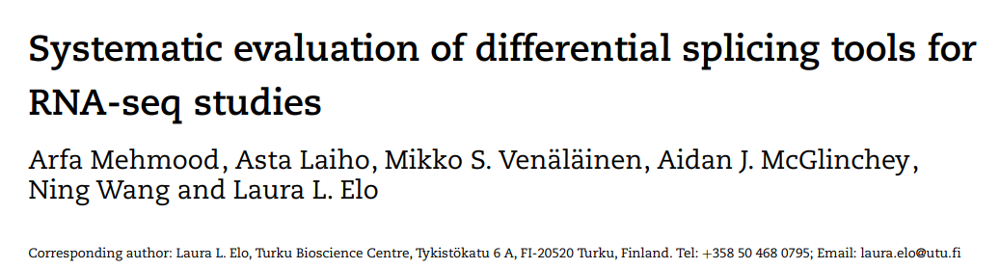 Systematic evaluation of differential splicing tools for
RNA-seq studies
Arfa Mehmood, Asta Laiho, Mikko S. Venäläinen, Aidan J. McGlinchey,
Ning Wang and Laura L. Elo
Corresponding author: Laura L. Elo, Turku Bioscience Centre, Tykistökatu 6 A, FI-20520 Turku, Finland. Tel: +358 50 468 0795; Email: laura.elo@utu.fi